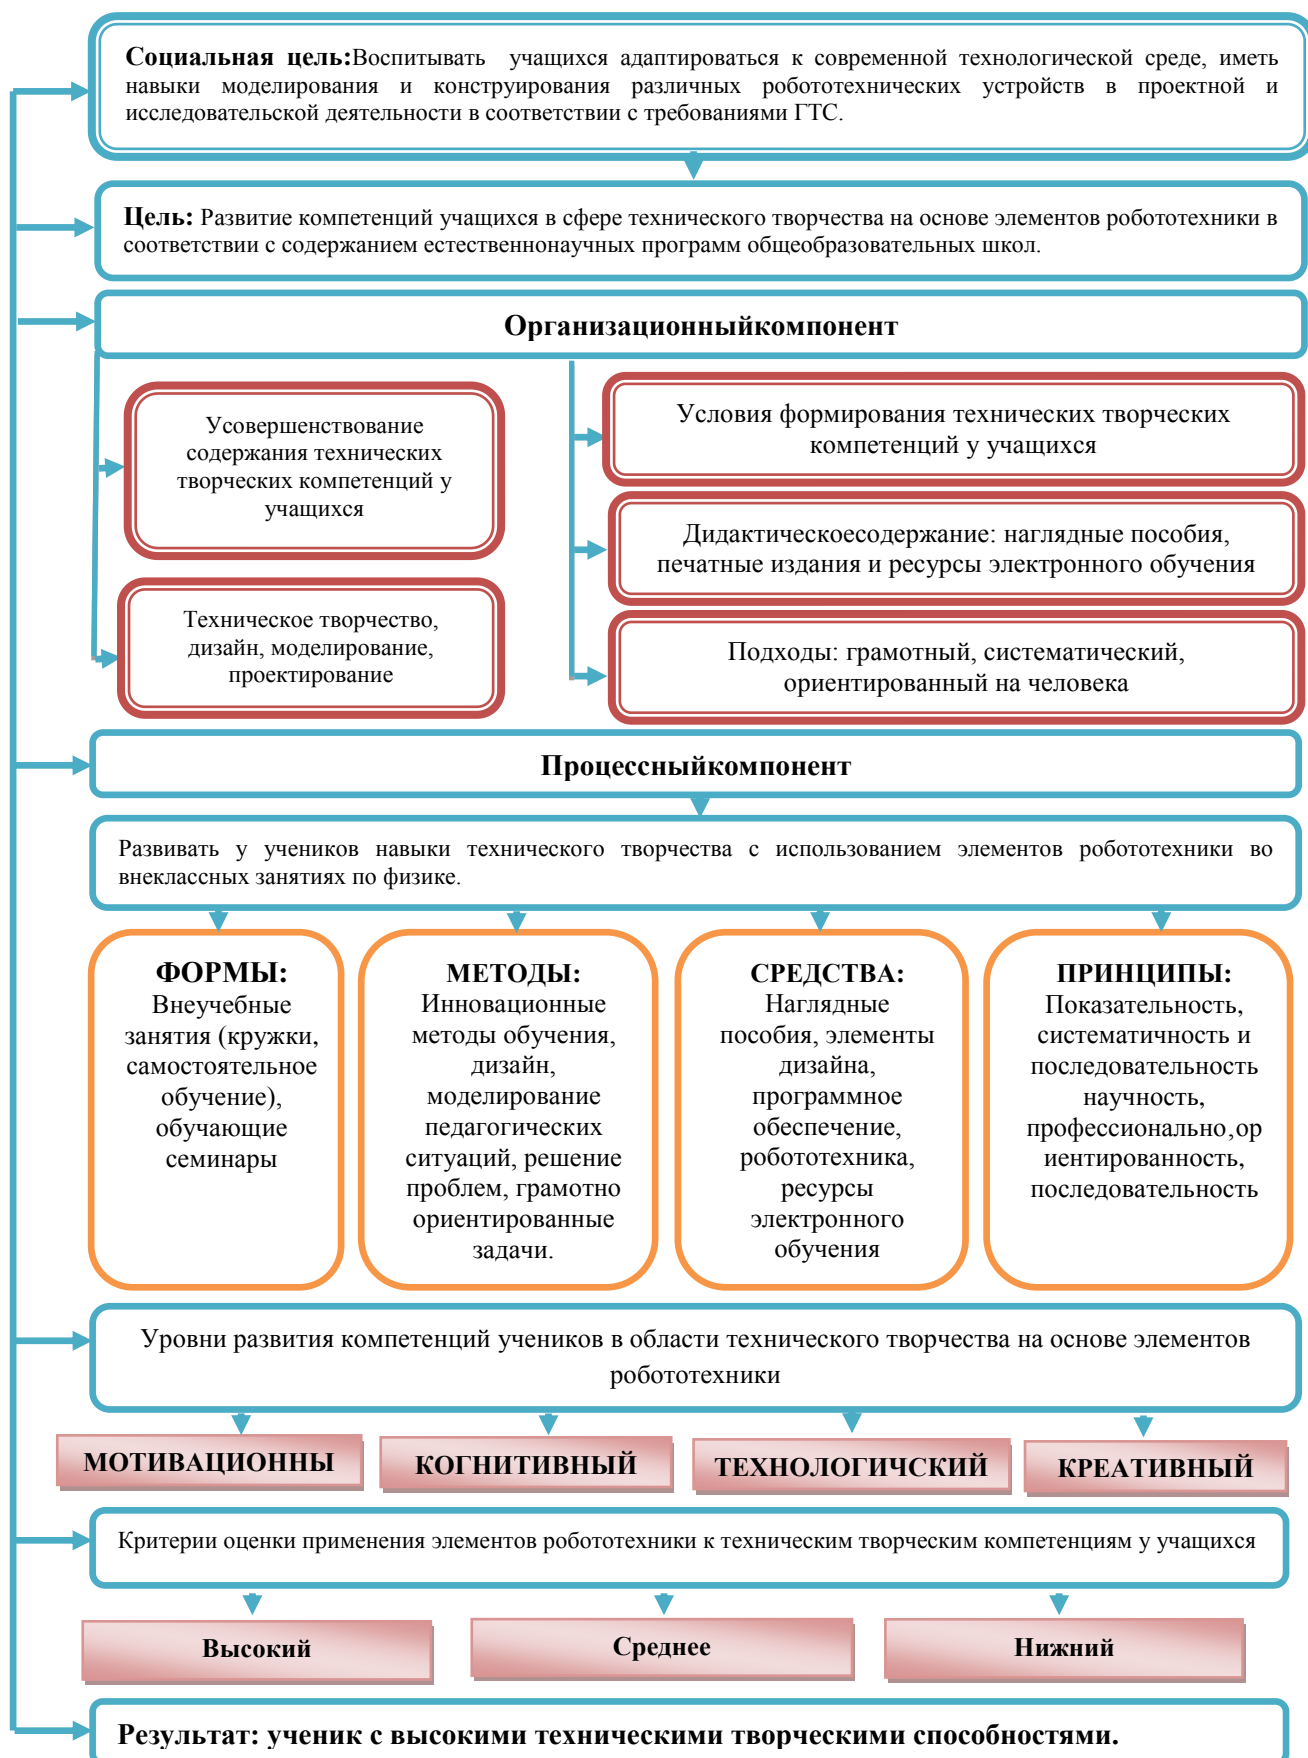 Социальная цель:Воспитывать учащихся адаптироваться к современной технологической среде, иметь
навыки моделирования и конструирования различных робототехнических устройств в проектной и
исследовательской деятельности в соответствии с требованиями ГТС.
Цель: Развитие компетенций учащихся в сфере технического творчества на основе элементов робототехники в
соответствии с содержанием естественнонаучных программ общеобразовательных школ.
Организационныйкомпонент
Усовершенствование
содержания технических
творческих компетенций у
учащихся
Техническое творчество,
дизайн, моделирование,
проектирование
Условия формирования технических творческих
компетенций у учащихся
Дидактическоесодержание: наглядные пособия,
печатные издания и ресурсы электронного обучения
Подходы: грамотный, систематический,
ориентированный на человека
Процессныйкомпонент
Развивать у учеников навыки технического творчества с использованием элементов робототехники во
внеклассных занятиях по физике.
ФОРМЫ:
Внеучебные
занятия (кружки,
самостоятельное
обучение),
обучающие
семинары
МЕТОДЫ:
Инновационные
методы обучения,
дизайн,
моделирование
педагогических
ситуаций, решение
проблем, грамотно
ориентированные
задачи.
СРЕДСТВА:
Наглядные
пособия, элементы
дизайна,
программное
обеспечение,
робототехника,
ресурсы
электронного
обучения
ПРИНЦИПЫ:
Показательность,
систематичность и
последовательность
научность,
профессионально,ор
иентированность,
последовательность
Уровни развития компетенций учеников в области технического творчества на основе элементов
робототехники
МОТИВАЦИОННЫ
КОГНИТИВНЫЙ
ТЕХНОЛОГИЧСКИЙ
КРЕАТИВНЫЙ
Критерии оценки применения элементов робототехники к техническим творческим компетенциям у учащихся
Высокий
Среднее
Нижний
Результат: ученик с высокими техническими творческими способностями.